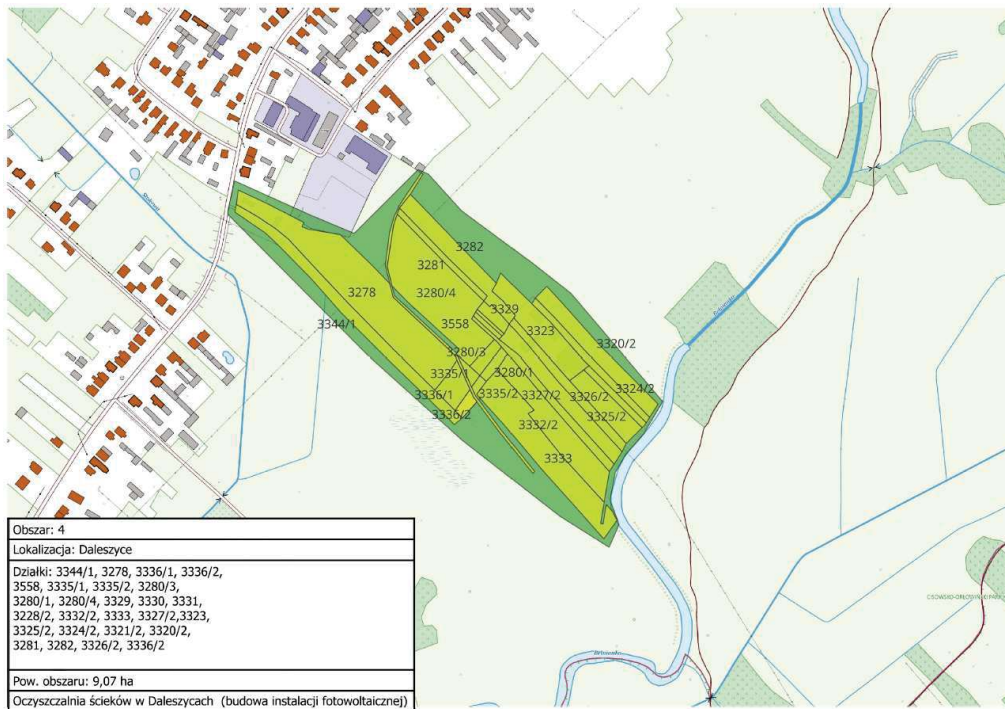 3282
3281
3278
3280/4
3344/1
3558
3329
3323
3320/2
3280/3
3335/1
3280/1
3336/1
3335/2
3327/2
3326/2
3324/2
3336/2
3325/2
3332/2
3333
Obszar: 4
Lokalizacja: Daleszyce
Działki: 3344/1, 3278, 3336/1, 3336/2,
3558, 3335/1, 3335/2, 3280/3,
3280/1, 3280/4, 3329, 3330, 3331,
3228/2, 3332/2, 3333, 3327/2,3323,
3325/2, 3324/2, 3321/2, 3320/2,
3281, 3282, 3326/2, 3336/2
Pow. obszaru: 9,07 ha
Oczyszczalnia ścieków w Daleszycach (budowa instalacji fotowoltaicznej)